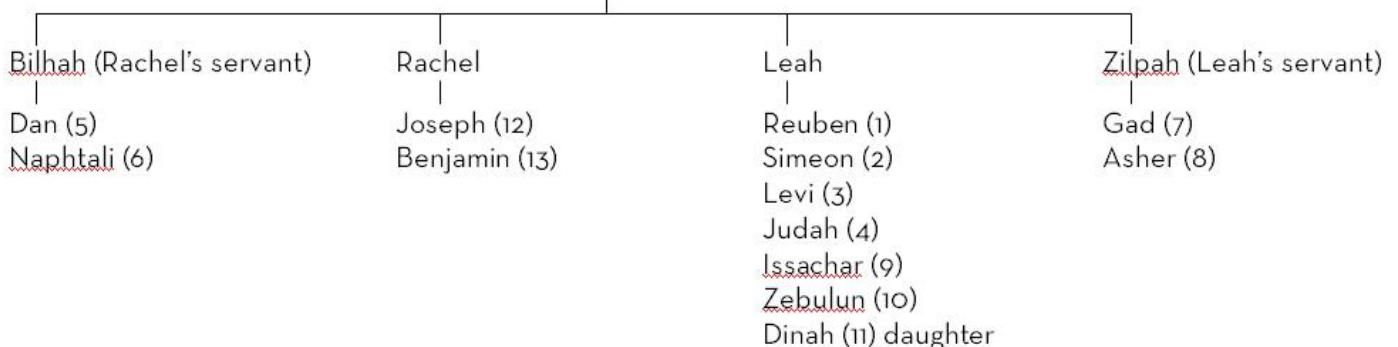 Bilhah (Rachel's servant)
Dan (5)
Naphtali (6)
Rachel
Joseph (12)
Benjamin (13)
Leah
Reuben (1)
Simeon (2)
Levi (3)
Judah (4)
Issachar (9)
Zebulun (10)
Dinah (11) daughter
Zilpah (Leah's servant)
Gad (7)
Asher (8)